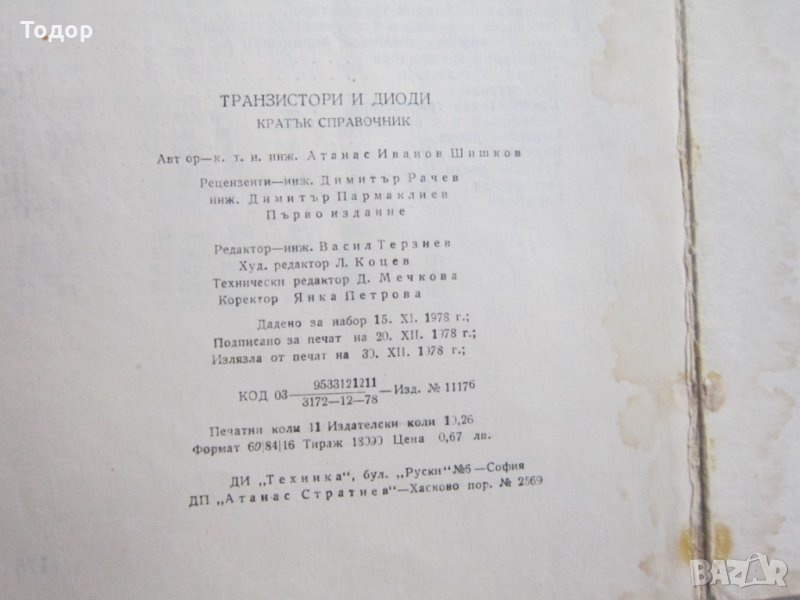 Тодор
ТРАНЗИСТОРИ И ДИОДИ
КРАТЪК СПРАВОЧНИК
Автор—к. т. н. инж. Атанас Иванов Шишков
Рецензенти—инж. Димитър Рачев
инж. Димитър Пармаклиев
Първо издание
Редактор—инж. Васил Терзиев
Худ. редактор Л. Коцев
Технически редактор Д. Мечкова
Коректор Янка Петрова
Дадено за набор 15. XI. 1978 г.;
Подписано за печат на 20. XII. 1978 г.;
Излязла от печат на 30. XII. 1978 г.;
КОД 03 9533121211 / 3172—12—78 —Изд. № 11176
Печатни коли 11 Издателски коли 10,26
Формат 60|84|16 Тираж 18090 Цена 0,67 лв.
ДИ „Техника“, бул. „Руски“ №6—София
ДП „Атанас Стратиев“—Хасково пор. № 2569
175
BAZAR